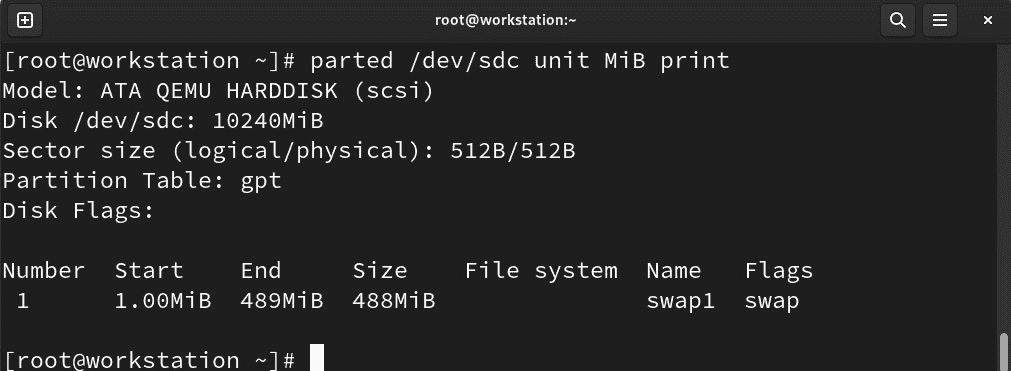 root@workstation:~
[root@workstation ~]# parted /dev/sdc unit MiB print
Model: ATA QEMU HARDDISK (scsi)
Disk /dev/sdc: 10240MiB
Sector size (logical/physical): 512B/512B
Partition Table: gpt
Disk Flags:
Number  Start    End     Size    File system  Name   Flags
 1      1.00MiB  489MiB  488MiB               swap1  swap
[root@workstation ~]#